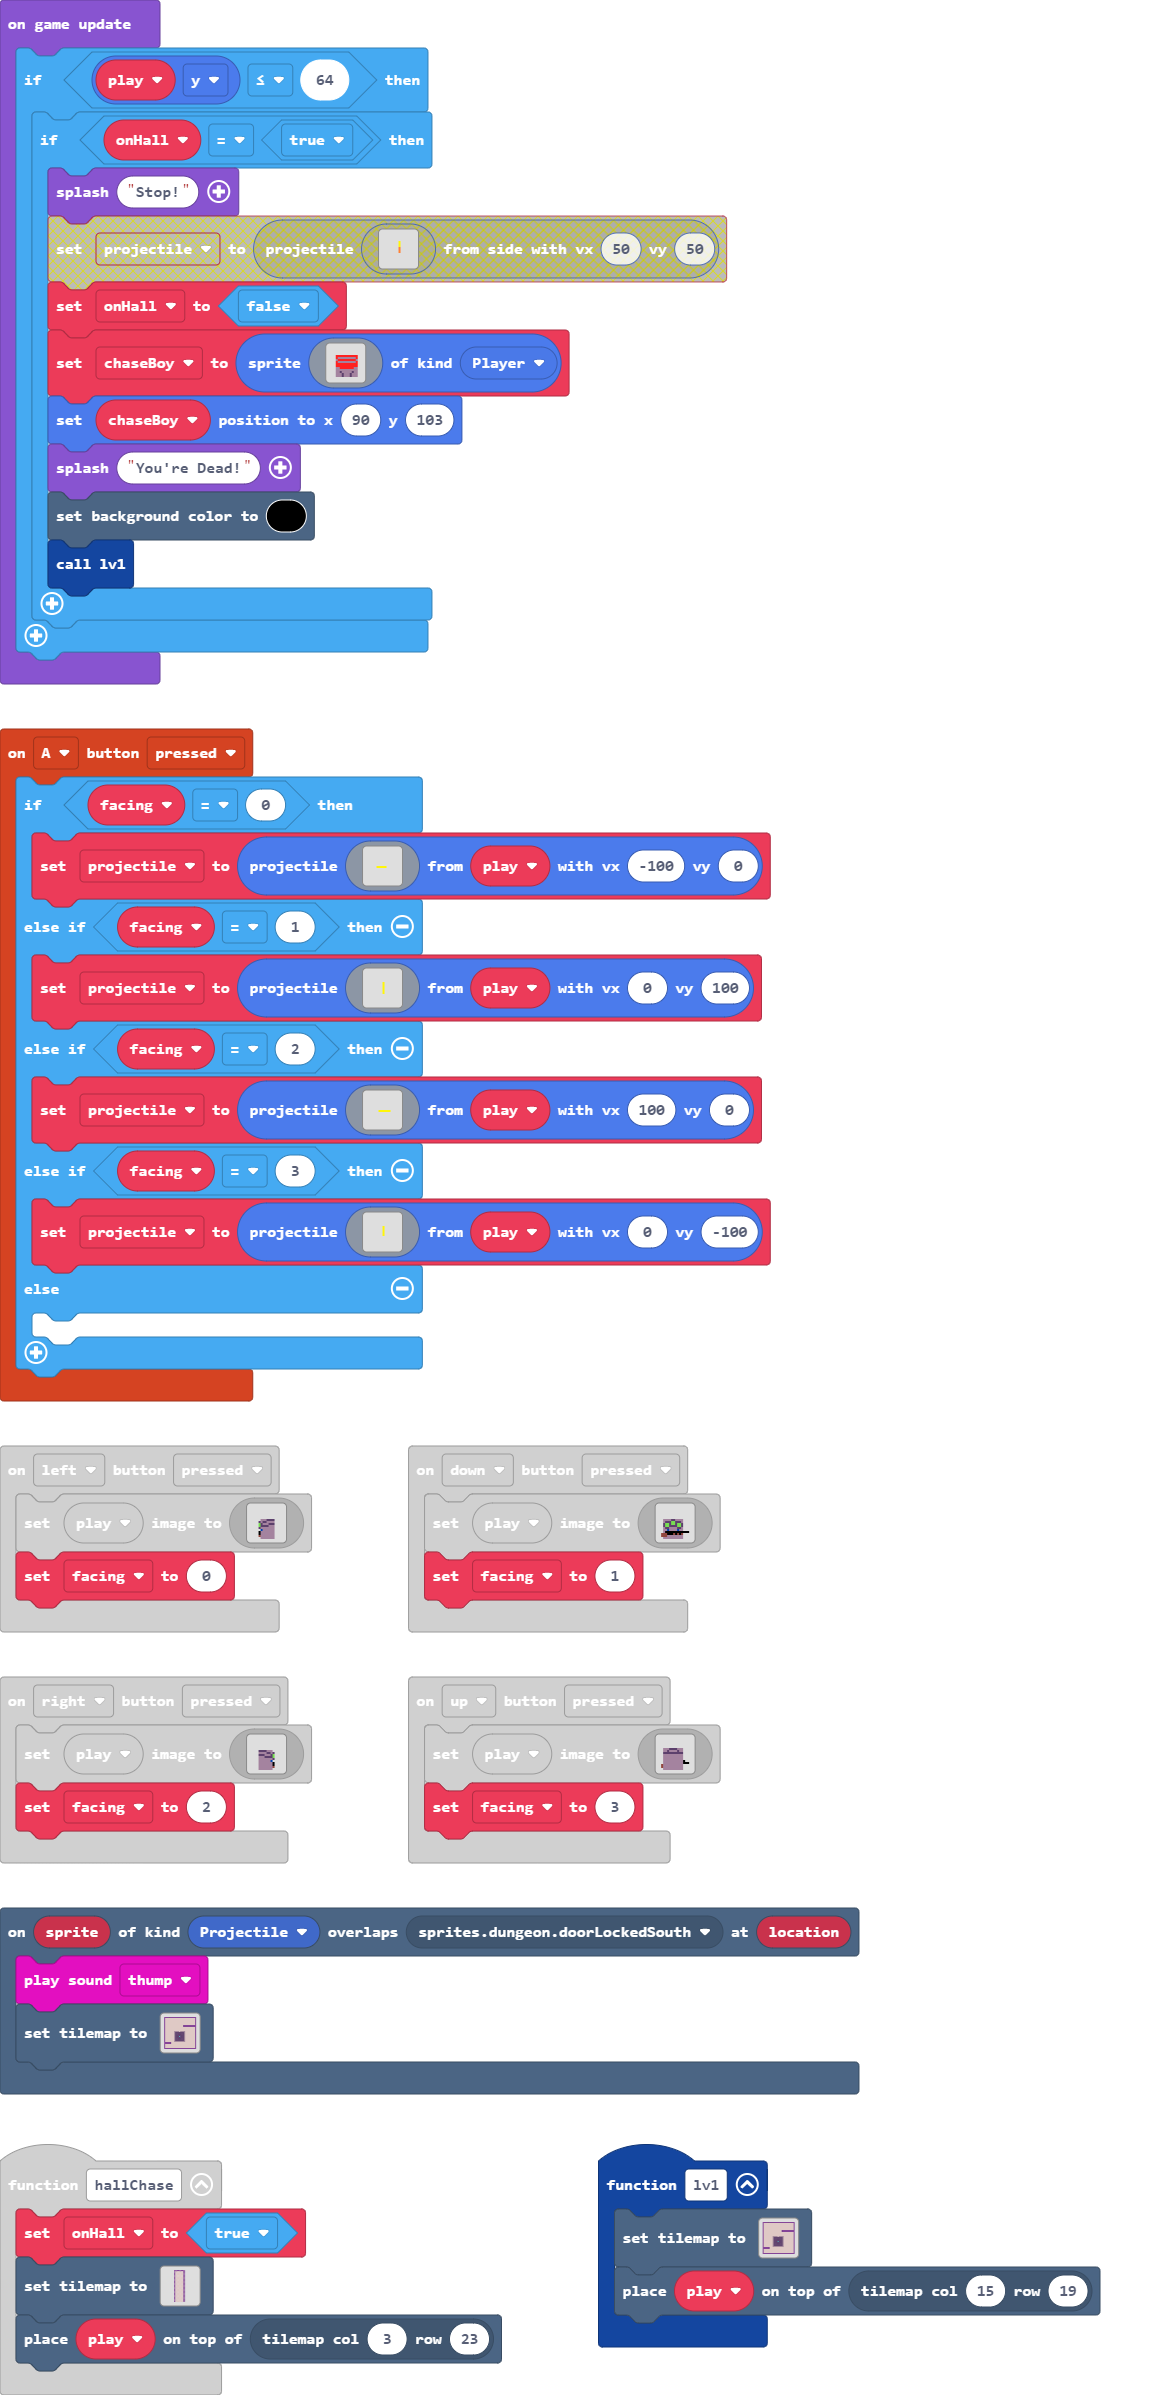 on game update
if play y ≤ 64 then
if onHall = true then
splash "Stop!"
set projectile to projectile from side with vx 50 vy 50
set onHall to false
set chaseBoy to sprite of kind Player
set chaseBoy position to x 90 y 103
splash "You're Dead!"
set background color to
call lv1
on A button pressed
if facing = 0 then
set projectile to projectile from play with vx -100 vy 0
else if facing = 1 then
set projectile to projectile from play with vx 0 vy 100
else if facing = 2 then
set projectile to projectile from play with vx 100 vy 0
else if facing = 3 then
set projectile to projectile from play with vx 0 vy -100
else
on left button pressed
set play image to
set facing to 0
on down button pressed
set play image to
set facing to 1
on right button pressed
set play image to
set facing to 2
on up button pressed
set play image to
set facing to 3
on sprite of kind Projectile overlaps sprites.dungeon.doorLockedSouth at location
play sound thump
set tilemap to
function hallChase
set onHall to true
set tilemap to
place play on top of tilemap col 3 row 23
function lv1
set tilemap to
place play on top of tilemap col 15 row 19